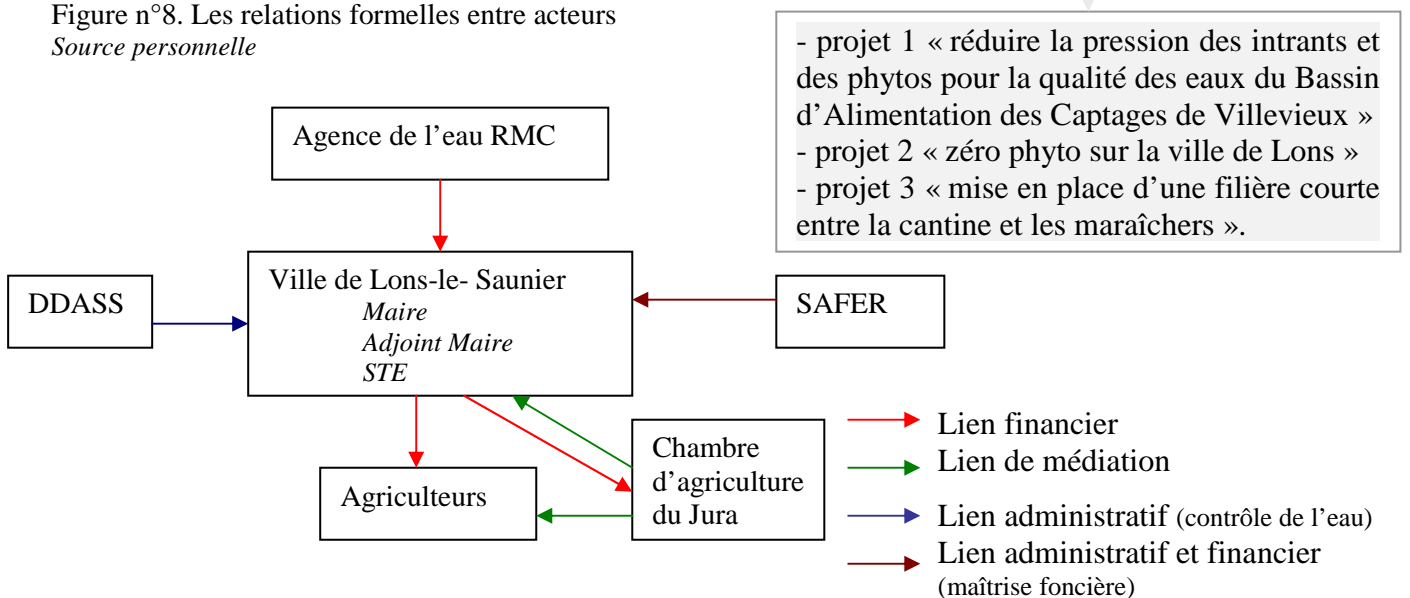 Figure n°8. Les relations formelles entre acteurs
Source personnelle
- projet 1 « réduire la pression des intrants et
des phytos pour la qualité des eaux du Bassin
d’Alimentation des Captages de Villevieux »
- projet 2 « zéro phyto sur la ville de Lons »
- projet 3 « mise en place d’une filière courte
entre la cantine et les maraîchers ».
Agence de l’eau RMC
DDASS
Ville de Lons-le- Saunier
Maire
Adjoint Maire
STE
SAFER
Agriculteurs
Chambre
d’agriculture
du Jura
Lien financier
Lien de médiation
Lien administratif (contrôle de l’eau)
Lien administratif et financier
(maîtrise foncière)